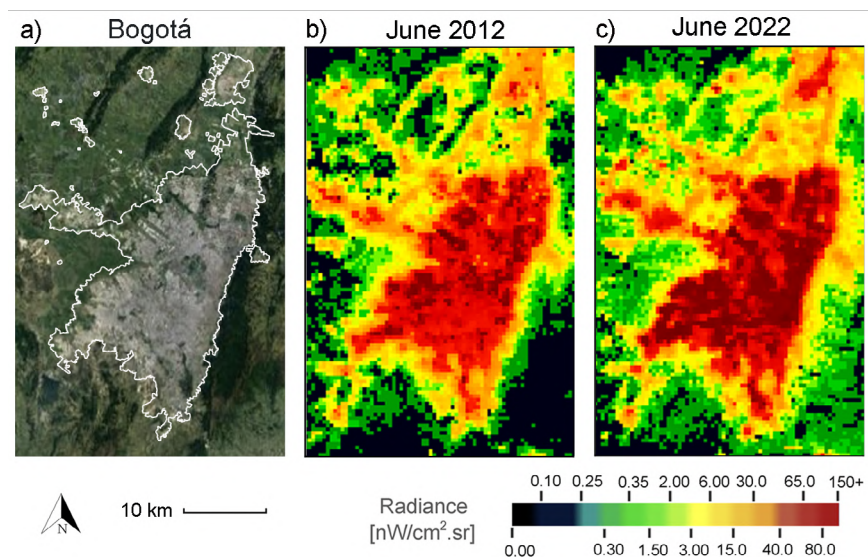 a) Bogotá
b) June 2012
c) June 2022
N
10 km
Radiance
[nW/cm².sr]
0.10 0.25 0.35 2.00 6.00 30.0 65.0 150+
0.00 0.30 1.50 3.00 15.0 40.0 80.0